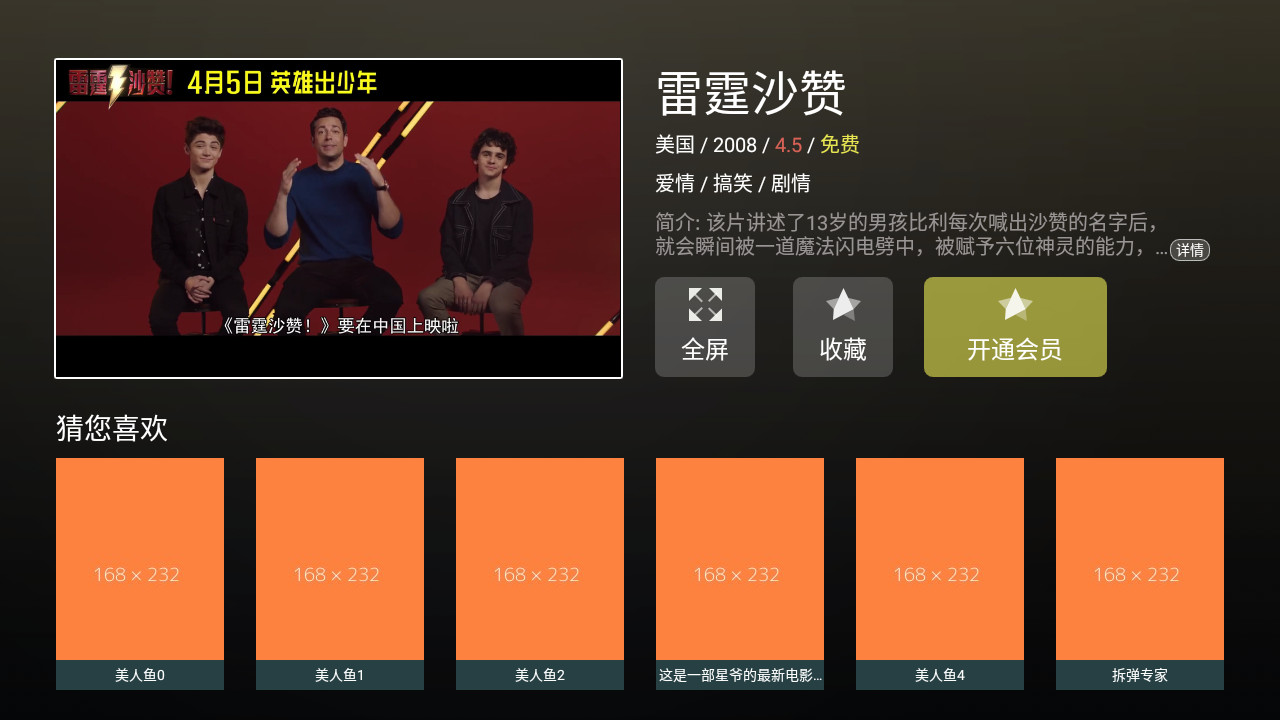 雷霆沙赞! 4月5日 英雄出少年
《雷霆沙赞！》要在中国上映啦
雷霆沙赞
美国 / 2008 / 4.5 / 免费
爱情 / 搞笑 / 剧情
简介: 该片讲述了13岁的男孩比利每次喊出沙赞的名字后，
就会瞬间被一道魔法闪电劈中，被赋予六位神灵的能力，... 详情
全屏 收藏 开通会员
猜您喜欢
168 × 232 168 × 232 168 × 232 168 × 232 168 × 232 168 × 232
美人鱼0 美人鱼1 美人鱼2 这是一部星爷的最新电影... 美人鱼4 拆弹专家